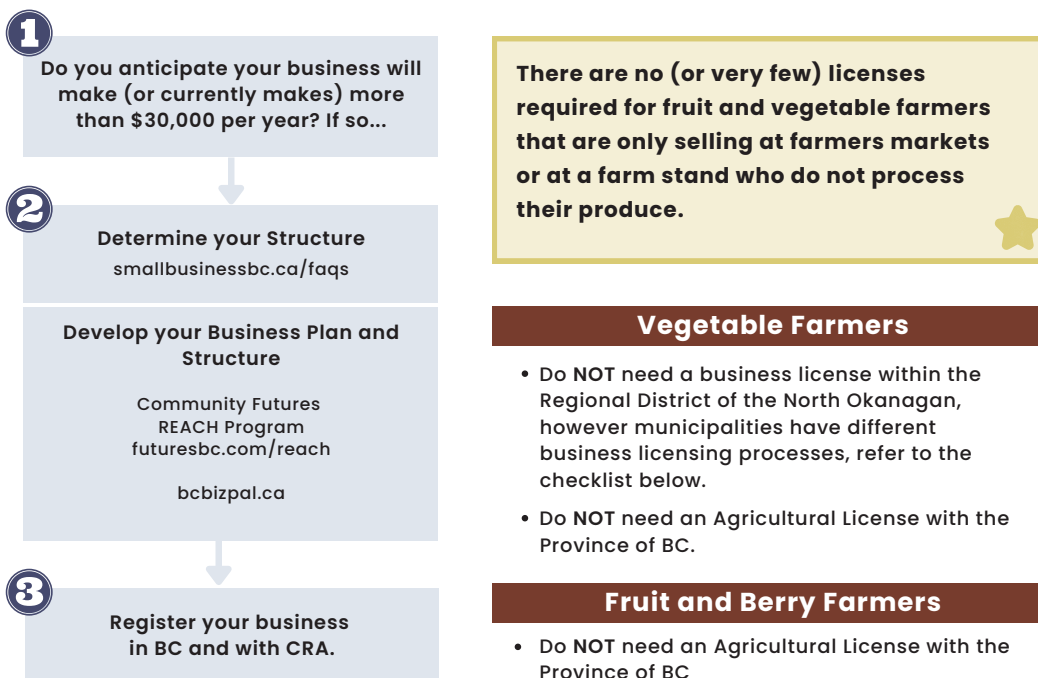 1
Do you anticipate your business will
make (or currently makes) more
than $30,000 per year? If so...
2
Determine your Structure
smallbusinessbc.ca/faqs
Develop your Business Plan and
Structure
Community Futures
REACH Program
futuresbc.com/reach
bcbizpal.ca
3
Register your business
in BC and with CRA.
There are no (or very few) licenses
required for fruit and vegetable farmers
that are only selling at farmers markets
or at a farm stand who do not process
their produce.
Vegetable Farmers
• Do NOT need a business license within the
Regional District of the North Okanagan,
however municipalities have different
business licensing processes, refer to the
checklist below.
• Do NOT need an Agricultural License with the
Province of BC.
Fruit and Berry Farmers
• Do NOT need an Agricultural License with the
Province of BC